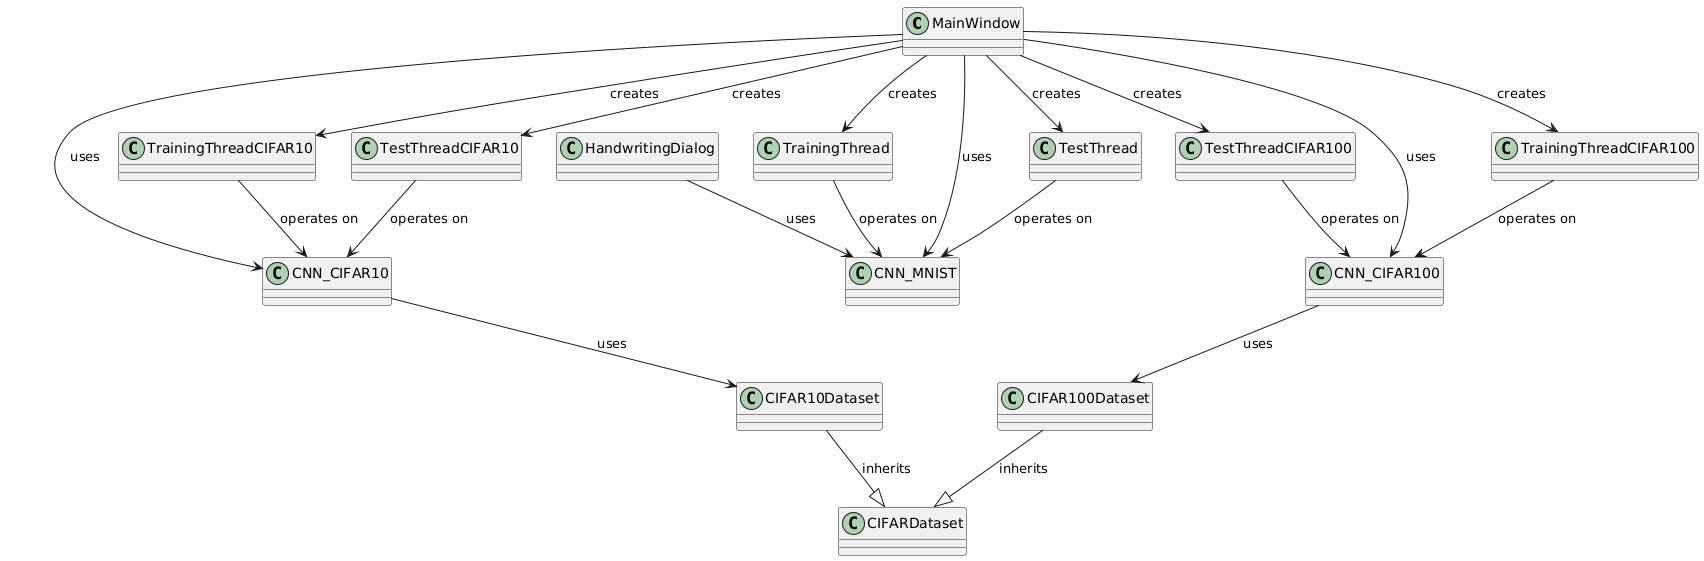 C MainWindow
creates
creates
creates
creates
creates
creates
uses
C TrainingThreadCIFAR10
C TestThreadCIFAR10
C HandwritingDialog
C TrainingThread
uses
C TestThread
C TestThreadCIFAR100
uses
C TrainingThreadCIFAR100
operates on
operates on
uses
operates on
operates on
operates on
operates on
C CNN_CIFAR10
C CNN_MNIST
C CNN_CIFAR100
uses
uses
C CIFAR10Dataset
C CIFAR100Dataset
inherits
inherits
C CIFARDataset